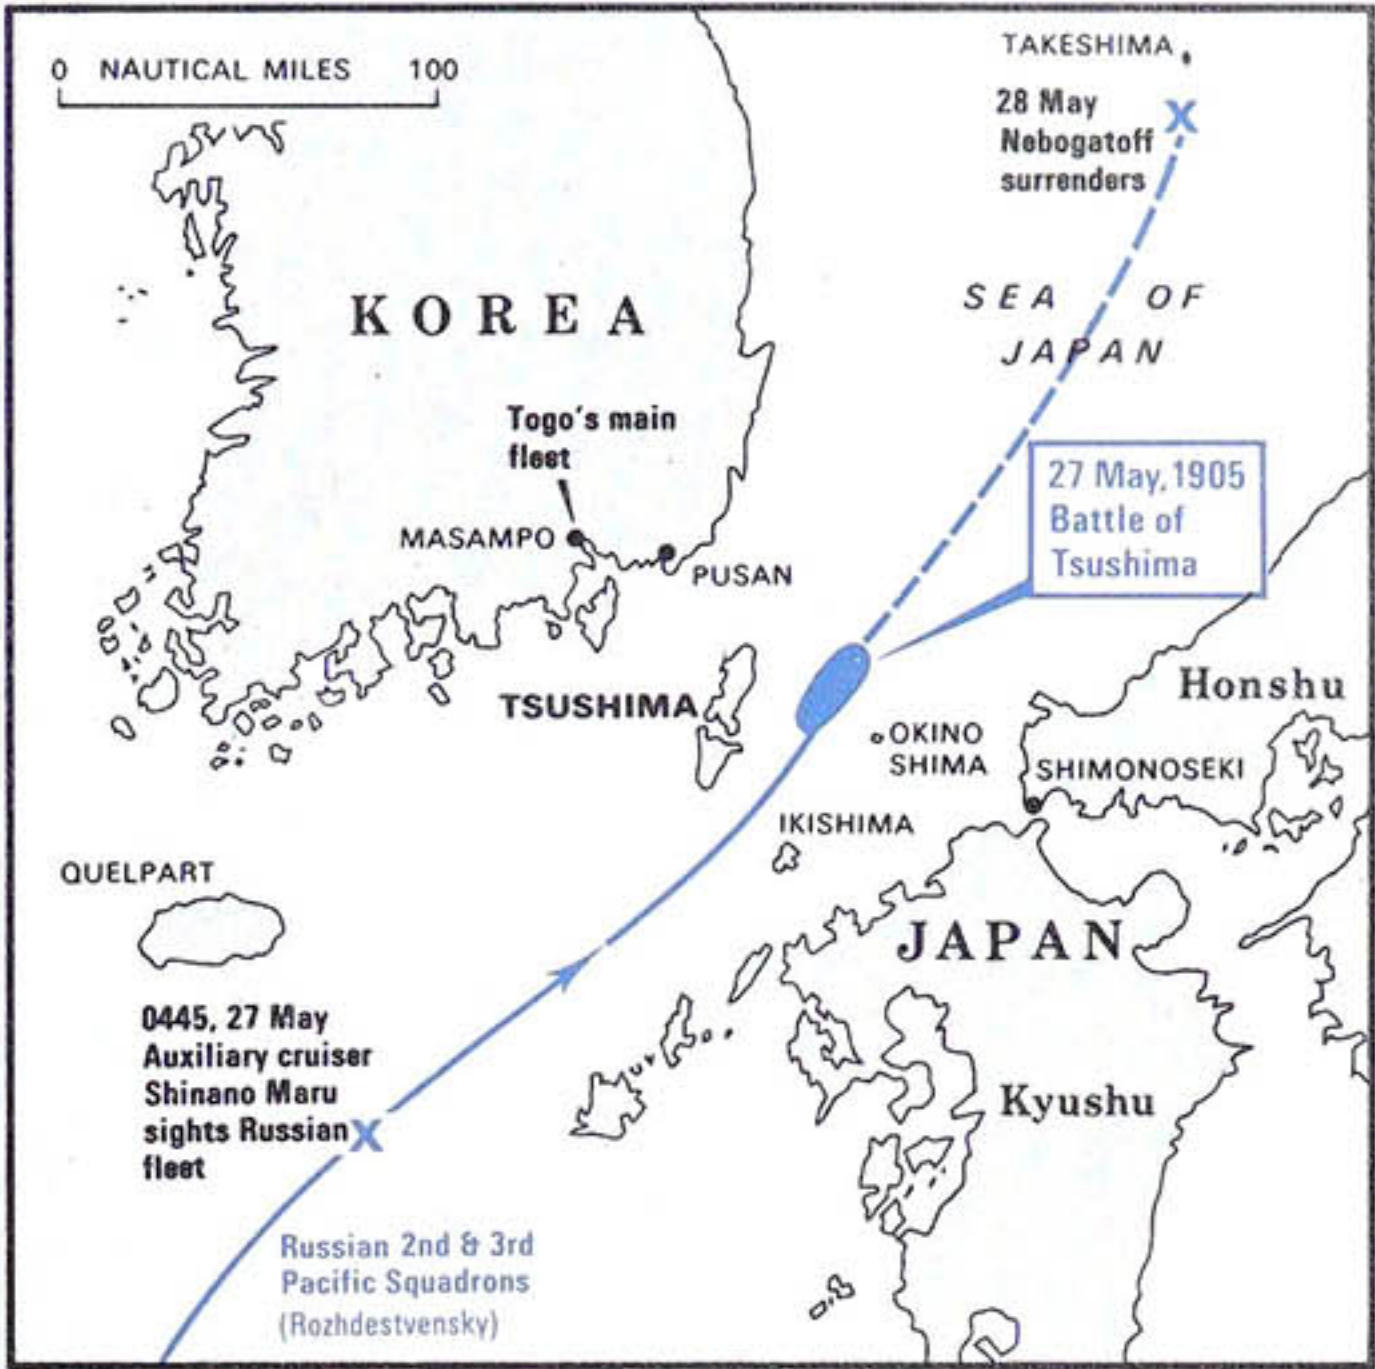 0 NAUTICAL MILES 100
TAKESHIMA
28 May
Nebogatoff
surrenders
SEA OF
JAPAN
KOREA
Togo's main
fleet
MASAMPO
PUSAN
27 May, 1905
Battle of
Tsushima
TSUSHIMA
Honshu
OKINO
SHIMA
SHIMONOSEKI
IKISHIMA
QUELPART
JAPAN
0445, 27 May
Auxiliary cruiser
Shinano Maru
sights Russian
fleet
Kyushu
Russian 2nd & 3rd
Pacific Squadrons
(Rozhdestvensky)